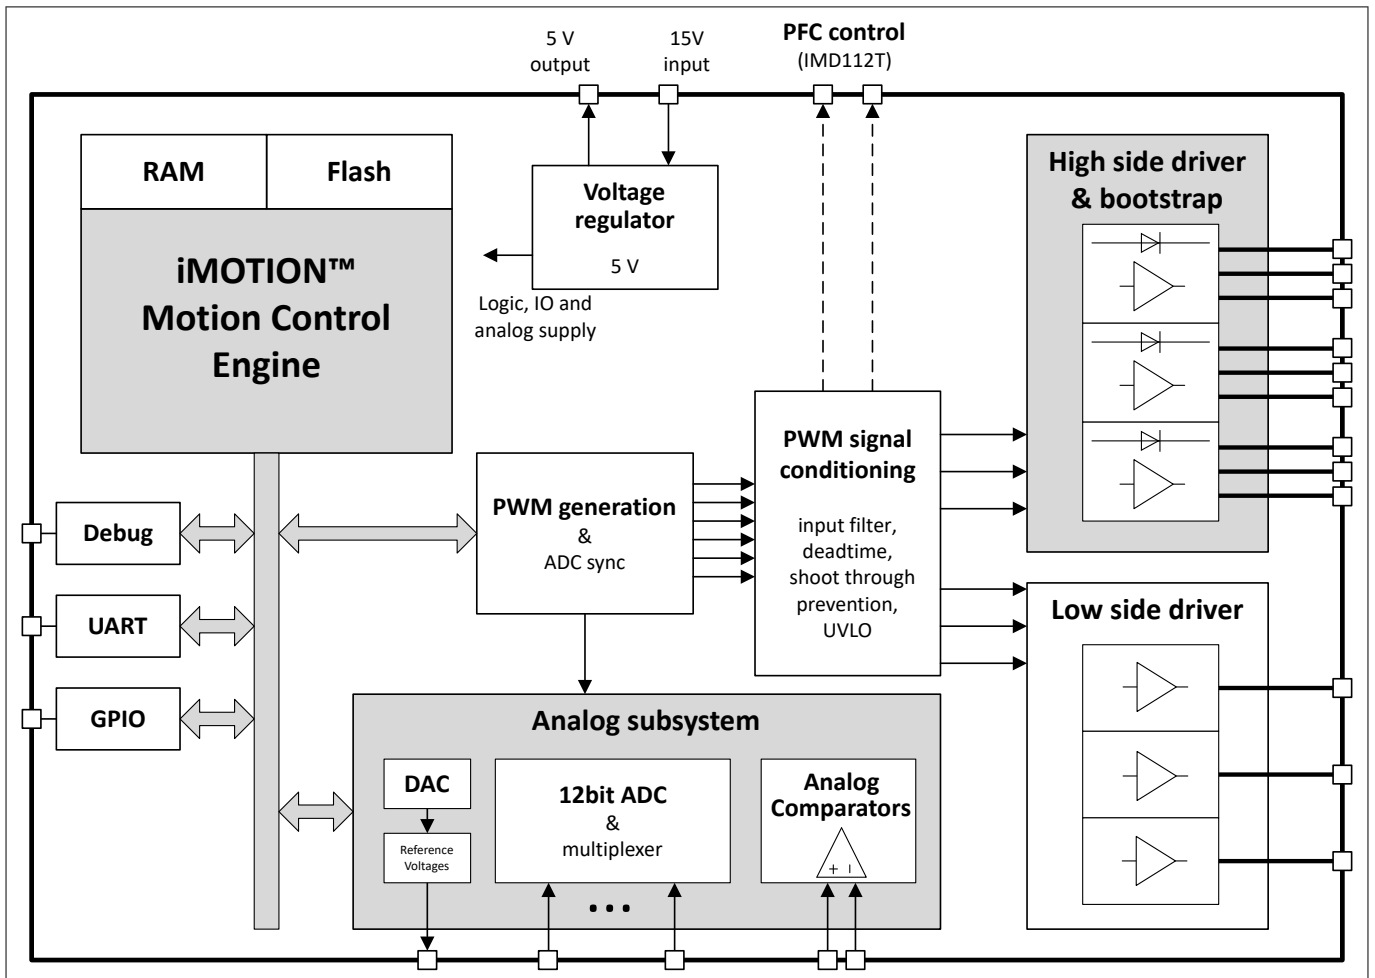 5 V
output
15V
input
PFC control
(IMD112T)
RAM
Flash
iMOTION™
Motion Control
Engine
Voltage
regulator
5 V
Logic, IO and
analog supply
High side driver
& bootstrap
PWM signal
conditioning
input filter,
deadtime,
shoot through
prevention,
UVLO
PWM generation
&
ADC sync
Debug
UART
GPIO
Low side driver
Analog subsystem
DAC
Reference
Voltages
12bit ADC
&
multiplexer
...
Analog
Comparators
+ –